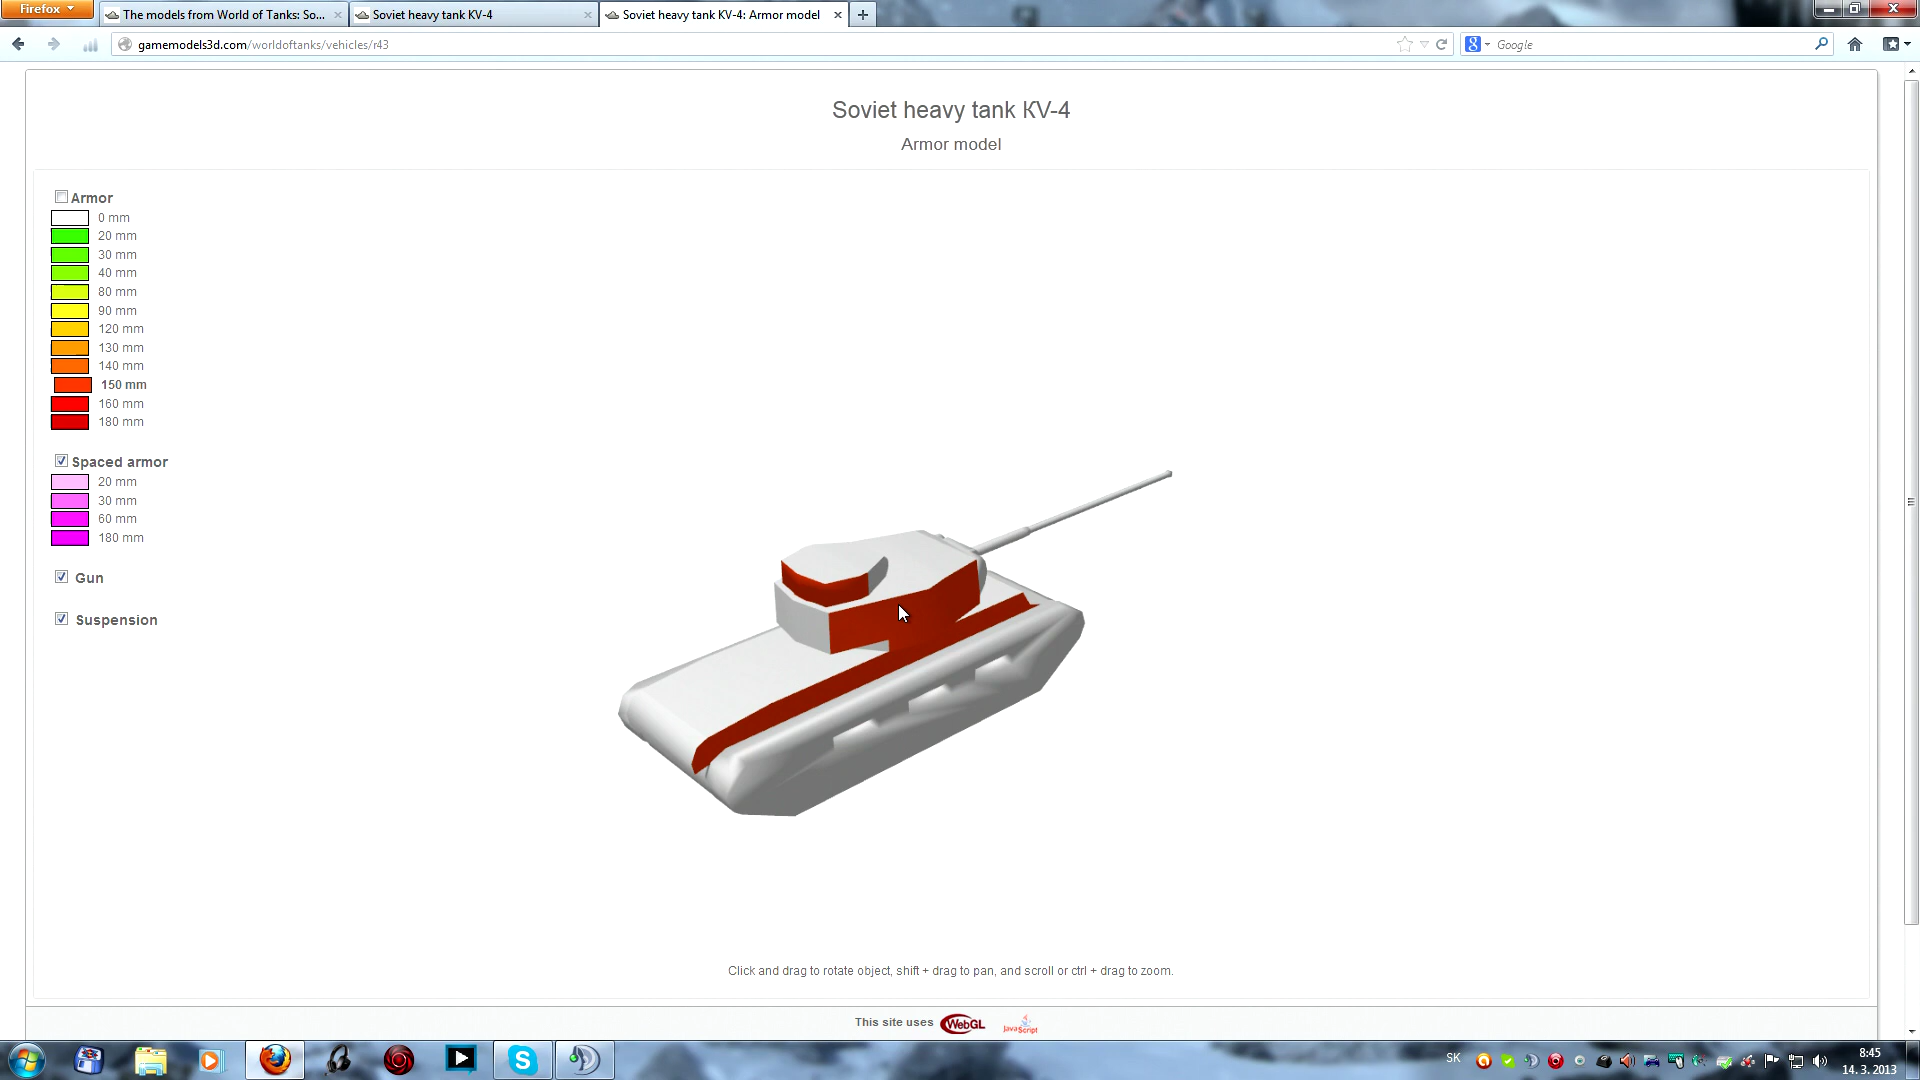 Firefox
The models from World of Tanks: So...
Soviet heavy tank KV-4
Soviet heavy tank KV-4: Armor model
gamemodels3d.com/worldoftanks/vehicles/r43
Google
Soviet heavy tank KV-4
Armor model
Armor
0 mm
20 mm
30 mm
40 mm
80 mm
90 mm
120 mm
130 mm
140 mm
150 mm
160 mm
180 mm
Spaced armor
20 mm
30 mm
60 mm
180 mm
Gun
Suspension
Click and drag to rotate object, shift + drag to pan, and scroll or ctrl + drag to zoom.
This site uses WebGL JavaScript
SK
8:45
14. 3. 2013